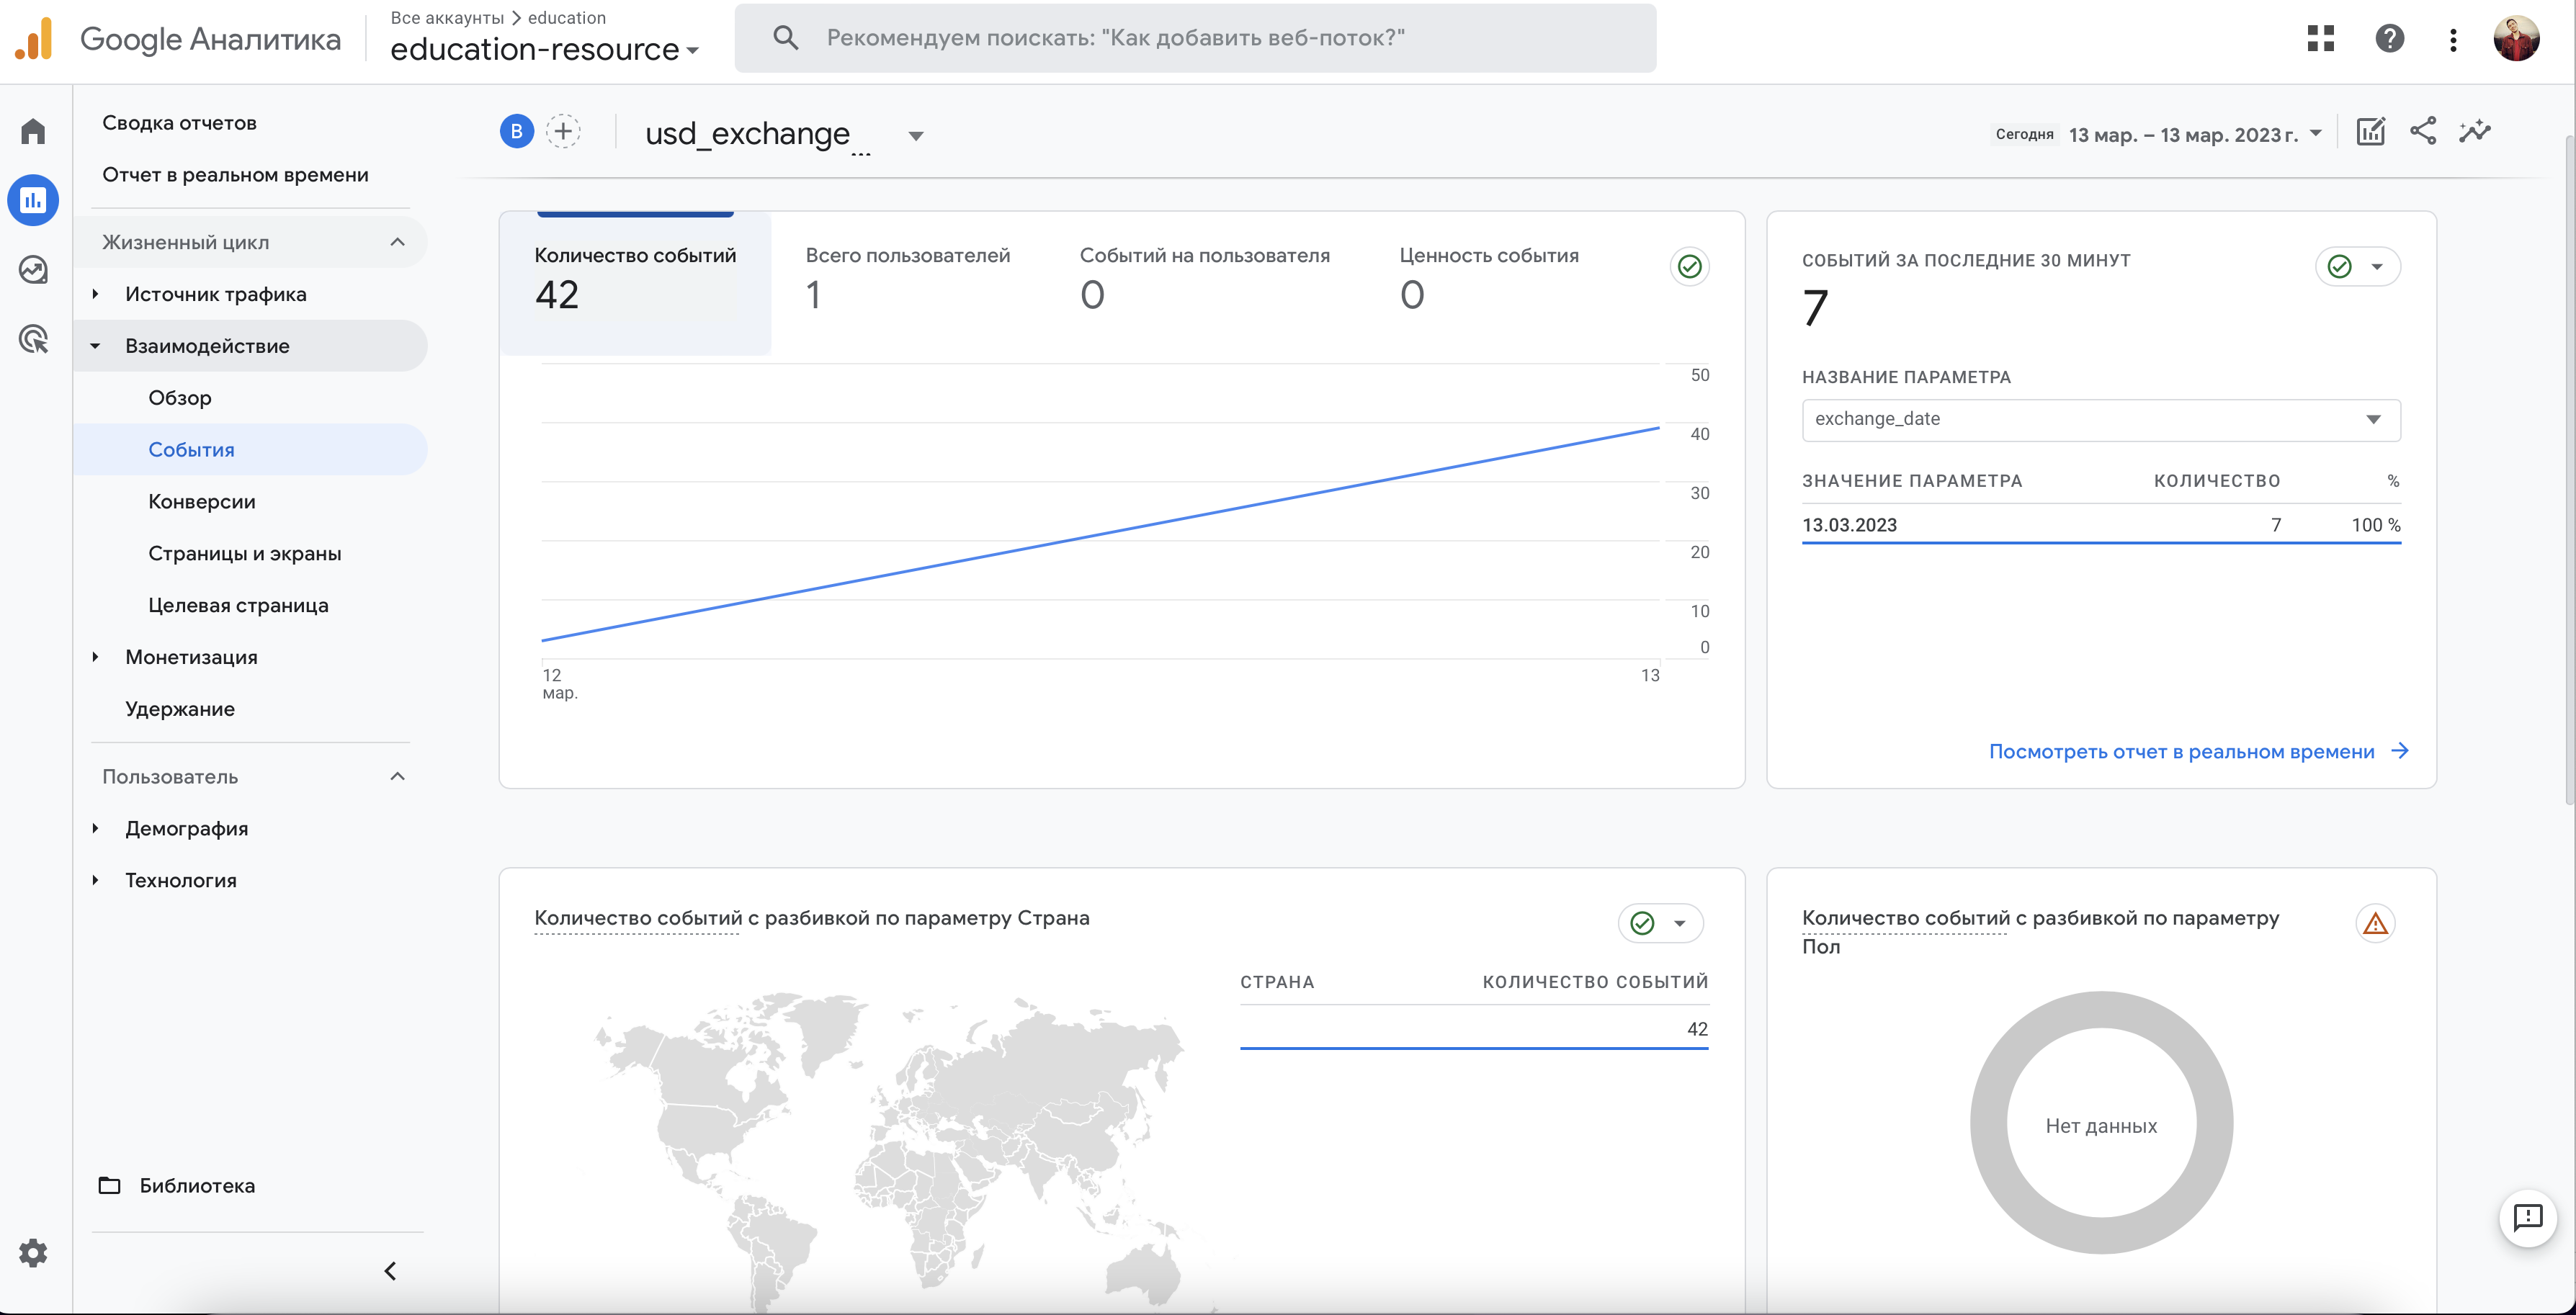 Google Аналитика
Все аккаунты > education
education-resource
Рекомендуем поискать: "Как добавить веб-поток?"
Сводка отчетов
Отчет в реальном времени
Жизненный цикл
Источник трафика
Взаимодействие
Обзор
События
Конверсии
Страницы и экраны
Целевая страница
Монетизация
Удержание
Пользователь
Демография
Технология
Библиотека
B
usd_exchange...
Сегодня 13 мар. – 13 мар. 2023 г.
Количество событий
42
Всего пользователей
1
Событий на пользователя
0
Ценность события
0
50
40
30
20
10
0
12
мар.
13
СОБЫТИЙ ЗА ПОСЛЕДНИЕ 30 МИНУТ
7
НАЗВАНИЕ ПАРАМЕТРА
exchange_date
ЗНАЧЕНИЕ ПАРАМЕТРА КОЛИЧЕСТВО %
13.03.2023 7 100 %
Посмотреть отчет в реальном времени
Количество событий с разбивкой по параметру Страна
СТРАНА КОЛИЧЕСТВО СОБЫТИЙ
42
Количество событий с разбивкой по параметру
Пол
Нет данных